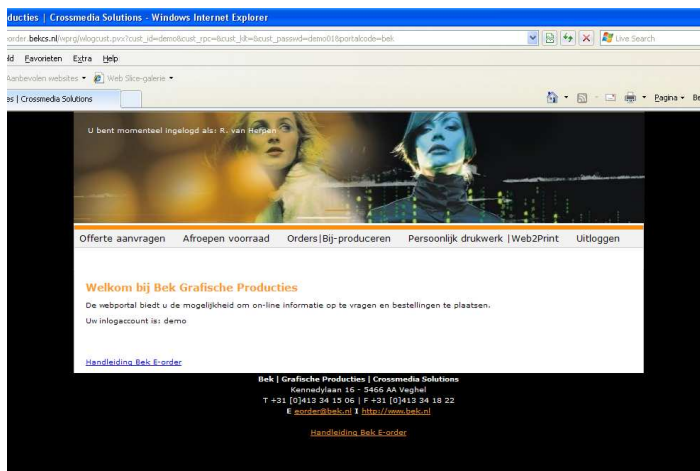 ducties | Crossmedia Solutions - Windows Internet Explorer
order.bekcs.nl/wprg/wlogcust.pvx?cust_id=demo&cust_rpc=&cust_klt=&cust_passwd=demo01&portalcode=bek
Live Search
ld Favorieten Extra Help
Aanbevolen websites Web Slice-galerie
es | Crossmedia Solutions
Pagina Be
U bent momenteel ingelogd als: R. van Herpen
Offerte aanvragen Afroepen voorraad Orders|Bij-produceren Persoonlijk drukwerk |Web2Print Uitloggen
Welkom bij Bek Grafische Producties
De webportal biedt u de mogelijkheid om on-line informatie op te vragen en bestellingen te plaatsen.
Uw inlogaccount is: demo
Handleiding Bek E-order
Bek | Grafische Producties | Crossmedia Solutions
Kennedylaan 16 - 5466 AA Veghel
T +31 [0]413 34 15 06 | F +31 [0]413 34 18 22
E eorder@bek.nl I http://www.bek.nl
Handleiding Bek E-order